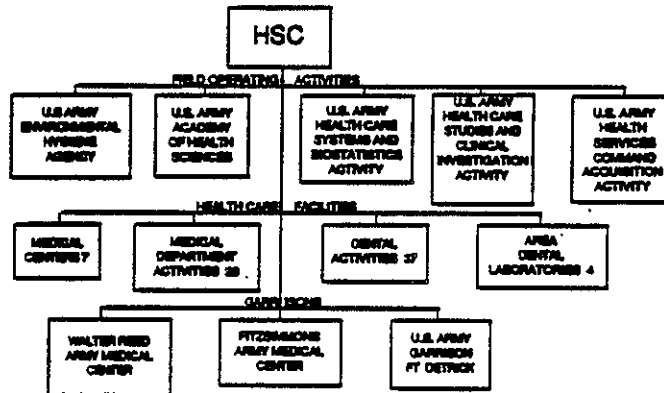 HSC
FIELD OPERATING ACTIVITIES
U.S ARMY
ENVIRONMENTAL
HYGIENE
AGENCY
U.S. ARMY
ACADEMY
OF HEALTH
SCIENCES
U.S. ARMY
HEALTH CARE
SYSTEMS AND
BIOSTATISTICS
ACTIVITY
U.S. ARMY
HEALTH CARE
STUDIES AND
CLINICAL
INVESTIGATION
ACTIVITY
U.S. ARMY
HEALTH
SERVICES
COMMAND
ACQUISITION
ACTIVITY
HEALTH CARE FACILITIES
MEDICAL
CENTERS 7
MEDICAL
DEPARTMENT
ACTIVITIES
DENTAL
ACTIVITIES 37
AREA
DENTAL
LABORATORIES 4
GARRISONS
WALTER REED
ARMY MEDICAL
CENTER
FITZSIMMONS
ARMY MEDICAL
CENTER
U.S. ARMY
GARRISON
FT DETRICK